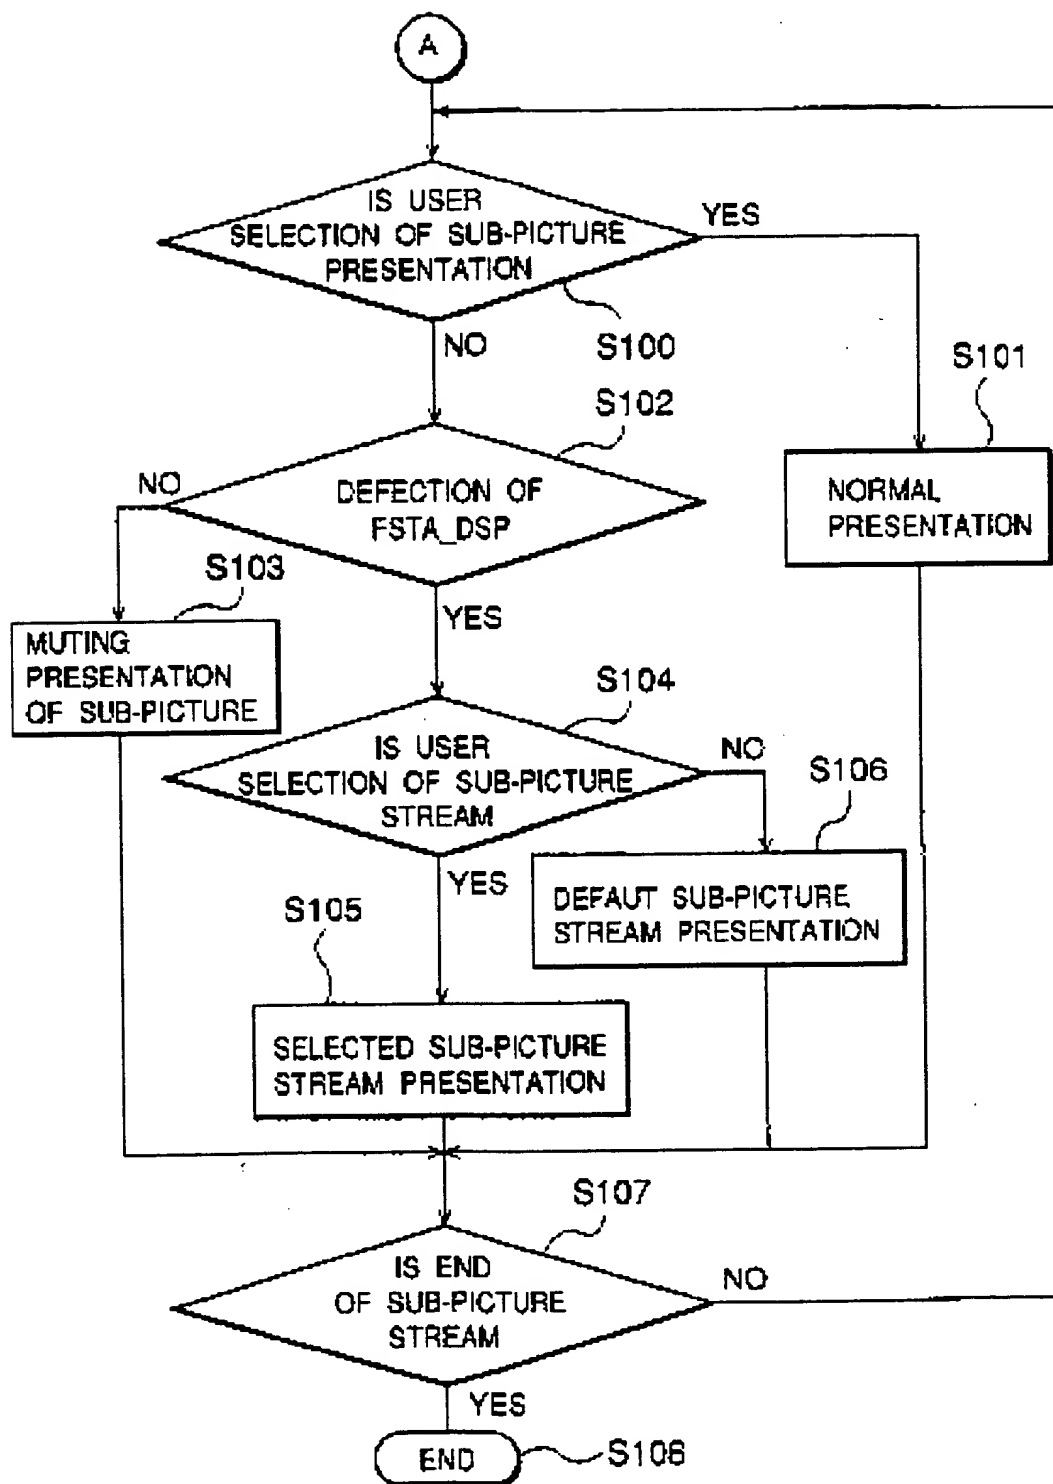 A
IS USER
SELECTION OF SUB-PICTURE
PRESENTATION
YES
NO
S100
S101
S102
NORMAL
PRESENTATION
NO
DEFECTION OF
FSTA_DSP
S103
YES
MUTING
PRESENTATION
OF SUB-PICTURE
S104
IS USER
SELECTION OF SUB-PICTURE
STREAM
NO
S106
YES
DEFAUT SUB-PICTURE
STREAM PRESENTATION
S105
SELECTED SUB-PICTURE
STREAM PRESENTATION
S107
IS END
OF SUB-PICTURE
STREAM
NO
YES
END
S108